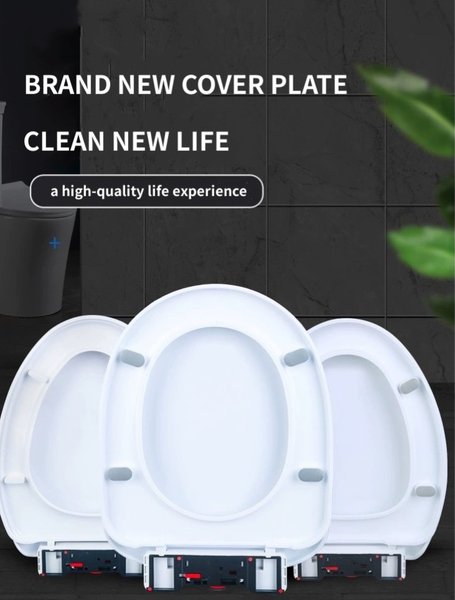 BRAND NEW COVER PLATE
CLEAN NEW LIFE
a high-quality life experience